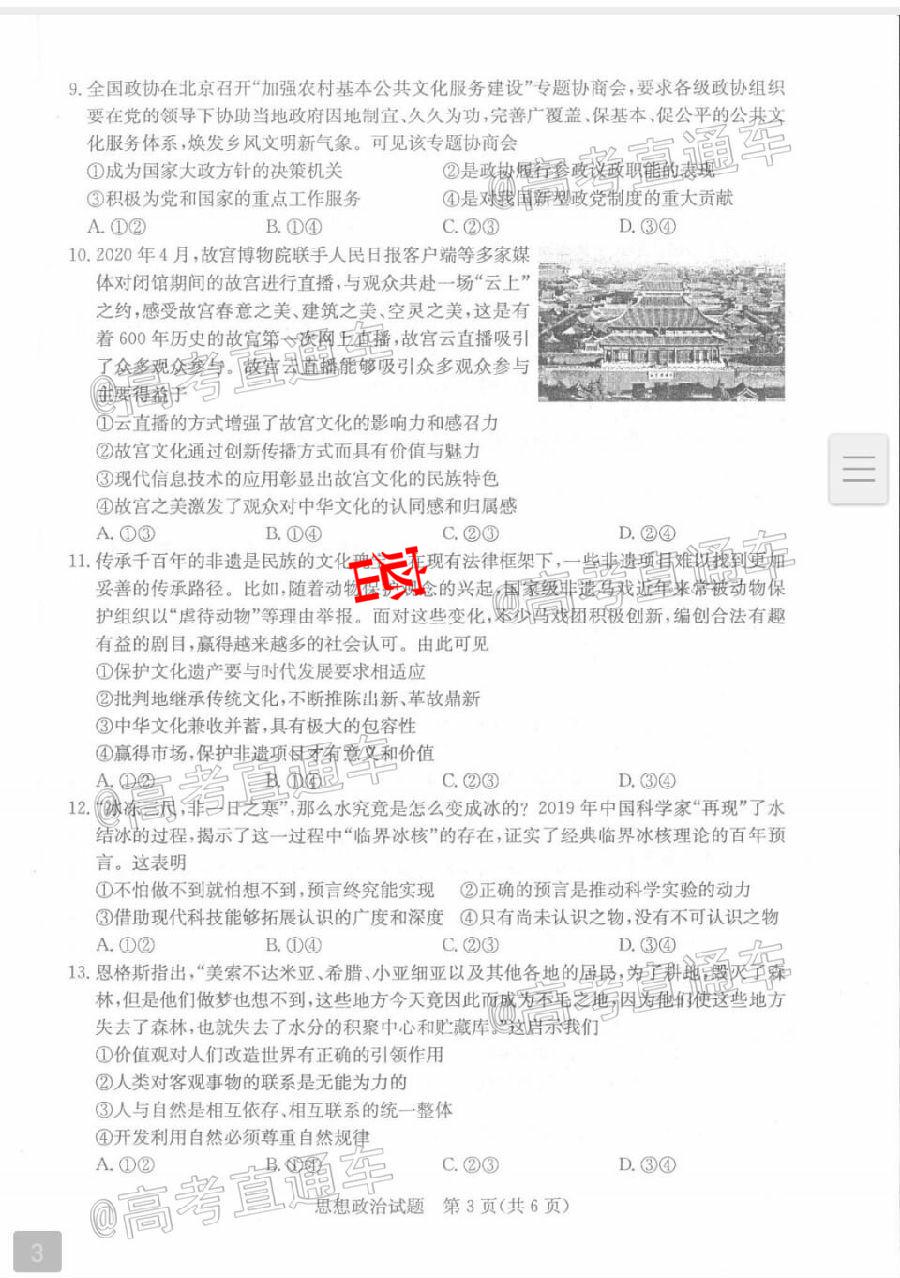 9. 全国政协在北京召开“加强农村基本公共文化服务建设”专题协商会，要求各级政协组织
要在党的领导下协助当地政府因地制宜、久久为功，完善广覆盖、保基本、促公平的公共文
化服务体系，焕发乡风文明新气象。可见该专题协商会
①成为国家大政方针的决策机关 ②是政协履行参政议政职能的表现
③积极为党和国家的重点工作服务 ④是对我国新型政党制度的重大贡献
A. ①② B. ①④ C. ②③ D. ③④
10. 2020 年 4 月，故宫博物院联手人民日报客户端等多家媒
体对闭馆期间的故宫进行直播，与观众共赴一场“云上”
之约，感受故宫春意之美、建筑之美、空灵之美，这是有
着 600 年历史的故宫第一次网上直播，故宫云直播吸引
了众多观众参与。故宫云直播能够吸引众多观众参与
主要得益于
①云直播的方式增强了故宫文化的影响力和感召力
②故宫文化通过创新传播方式而具有价值与魅力
③现代信息技术的应用彰显出故宫文化的民族特色
④故宫之美激发了观众对中华文化的认同感和归属感
A. ①③ B. ①④ C. ②③ D. ②④
11. 传承千百年的非遗是民族的文化瑰宝。在现有法律框架下，一些非遗项目难以找到更加
妥善的传承路径。比如，随着动物保护观念的兴起，国家级非遗马戏近年来常被动物保
护组织以“虐待动物”等理由举报。面对这些变化，不少马戏团积极创新，编创合法有趣
有益的剧目，赢得越来越多的社会认可。由此可见
①保护文化遗产要与时代发展要求相适应
②批判地继承传统文化，不断推陈出新、革故鼎新
③中华文化兼收并蓄，具有极大的包容性
④赢得市场，保护非遗项目才有意义和价值
A. ①② B. ①④ C. ②③ D. ③④
12. “冰冻三尺，非一日之寒”，那么水究竟是怎么变成冰的？2019 年中国科学家“再现”了水
结冰的过程，揭示了这一过程中“临界冰核”的存在，证实了经典临界冰核理论的百年预
言。这表明
①不怕做不到就怕想不到，预言终究能实现 ②正确的预言是推动科学实验的动力
③借助现代科技能够拓展认识的广度和深度 ④只有尚未认识之物，没有不可认识之物
A. ①② B. ①④ C. ②③ D. ③④
13. 恩格斯指出，“美索不达米亚、希腊、小亚细亚以及其他各地的居民，为了耕地，毁灭了森
林，但是他们做梦也想不到，这些地方今天竟因此而成为不毛之地，因为他们使这些地方
失去了森林，也就失去了水分的积聚中心和贮藏库。”这启示我们
①价值观对人们改造世界有正确的引领作用
②人类对客观事物的联系是无能为力的
③人与自然是相互依存、相互联系的统一整体
④开发利用自然必须尊重自然规律
A. ①② B. ①④ C. ②③ D. ③④
思想政治试题 第 3 页（共 6 页）
3
@高考直通车
@高考直通车
@高考直通车
@高考直通车
@高考直通车
@高考直通车